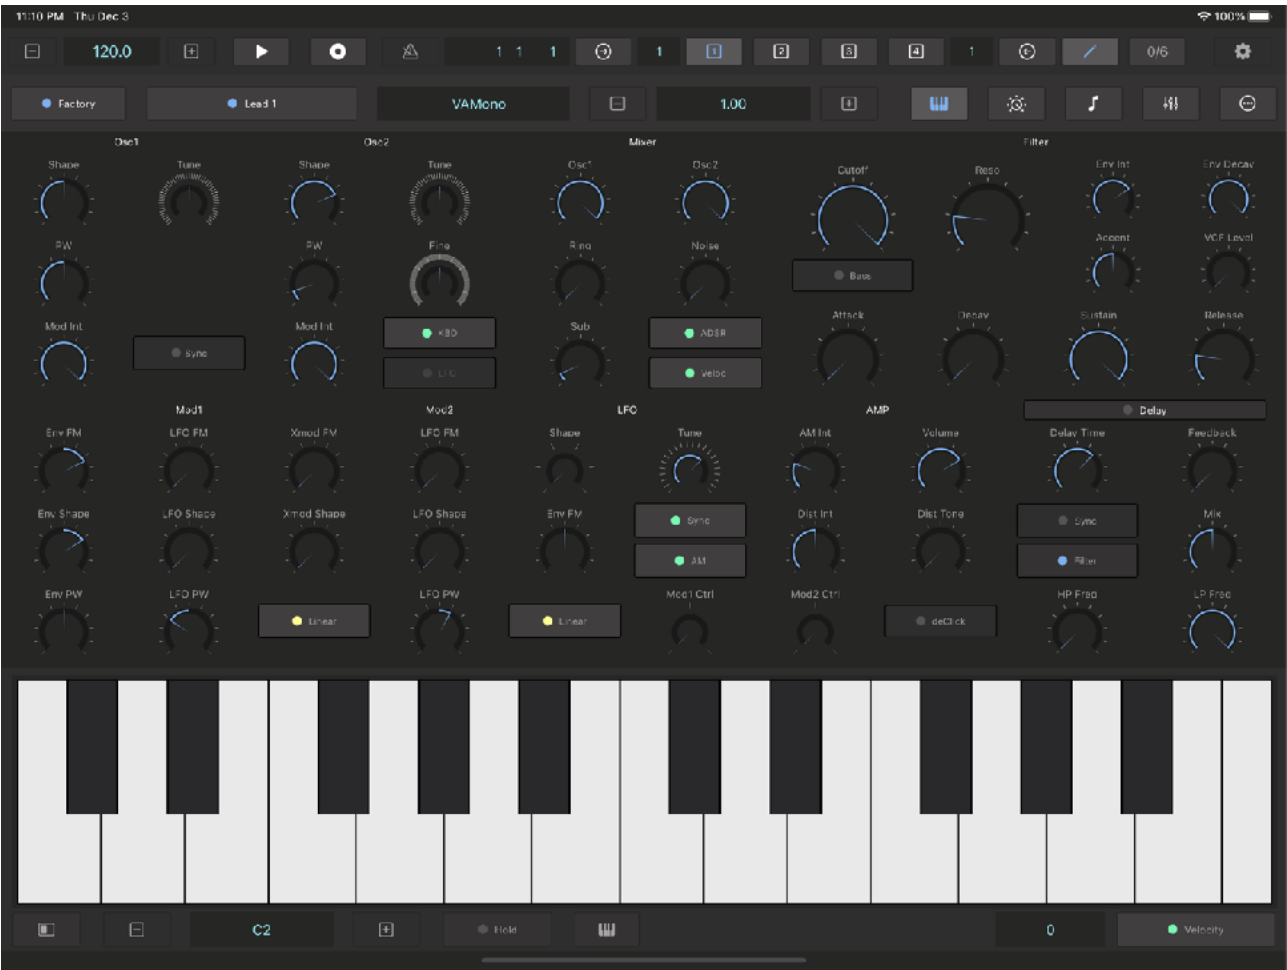 11:10 PM Thu Dec 3 100%
120.0 1 1 1 1 1 2 3 4 1 0/6
Factory Lead 1 VAMono 1.00
Osc1 Osc2 Mixer Filter
Shape Tune Shape Tune Osc1 Osc2 Cutoff Reso Env Int Env Decay
PW PW Fine Ring Noise Accent VCF Level
Bass
Mod Int Sync Mod Int KBD Sub ADSR Attack Decay Sustain Release
LFO Veloc
Mod1 Mod2 LFO AMP Delay
Env FM LFO FM Xmod FM LFO FM Shape Tune AM Int Volume Delay Time Feedback
Env Shape LFO Shape Xmod Shape LFO Shape Env FM Sync Dist Int Dist Tone Sync Mix
AM Filter
Env PW LFO PW Linear LFO PW Linear Mod1 Ctrl Mod2 Ctrl deClick HP Freq LP Freq
C2 Hold 0 Velocity